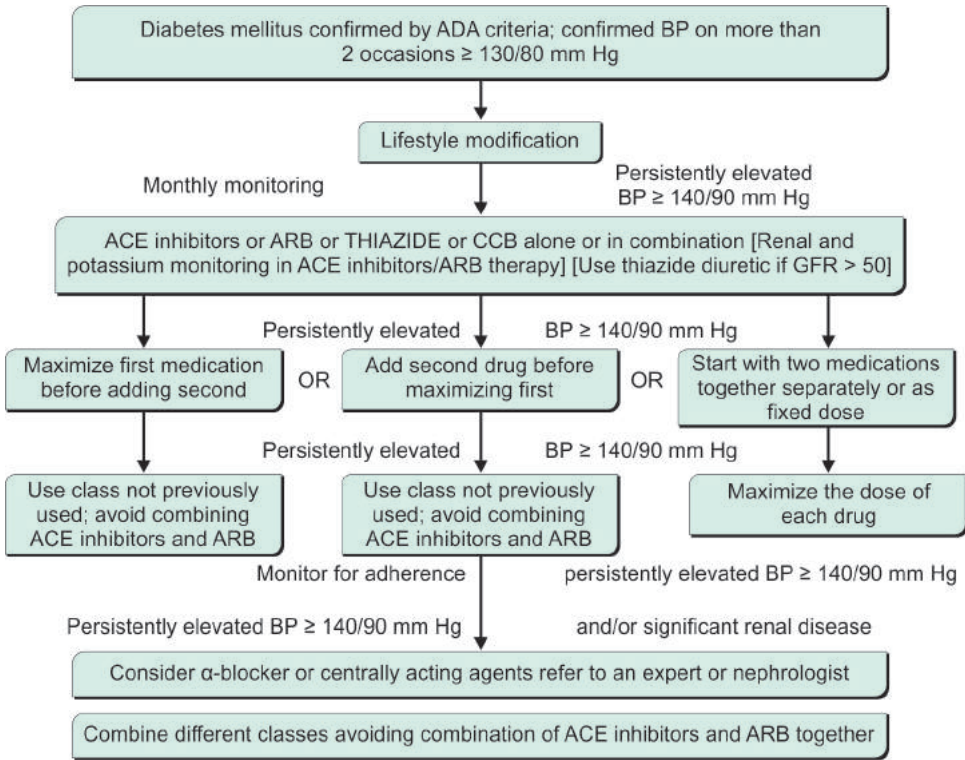 Diabetes mellitus confirmed by ADA criteria; confirmed BP on more than
2 occasions ≥ 130/80 mm Hg
Lifestyle modification
Monthly monitoring
Persistently elevated
BP ≥ 140/90 mm Hg
ACE inhibitors or ARB or THIAZIDE or CCB alone or in combination [Renal and
potassium monitoring in ACE inhibitors/ARB therapy] [Use thiazide diuretic if GFR > 50]
Persistently elevated BP ≥ 140/90 mm Hg
Maximize first medication
before adding second
OR
Add second drug before
maximizing first
OR
Start with two medications
together separately or as
fixed dose
Persistently elevated BP ≥ 140/90 mm Hg
Use class not previously
used; avoid combining
ACE inhibitors and ARB
Use class not previously
used; avoid combining
ACE inhibitors and ARB
Maximize the dose of
each drug
Monitor for adherence persistently elevated BP ≥ 140/90 mm Hg
Persistently elevated BP ≥ 140/90 mm Hg and/or significant renal disease
Consider α-blocker or centrally acting agents refer to an expert or nephrologist
Combine different classes avoiding combination of ACE inhibitors and ARB together